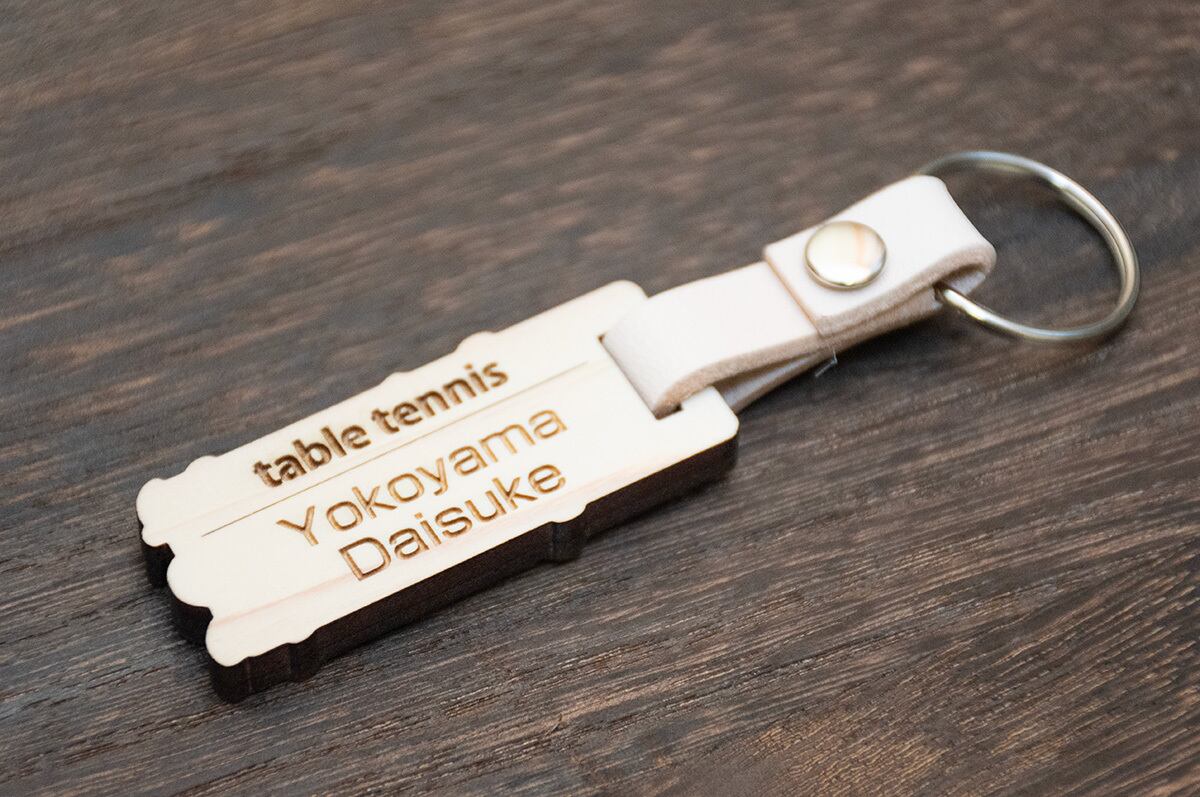 table tennis
Yokoyama
Daisuke